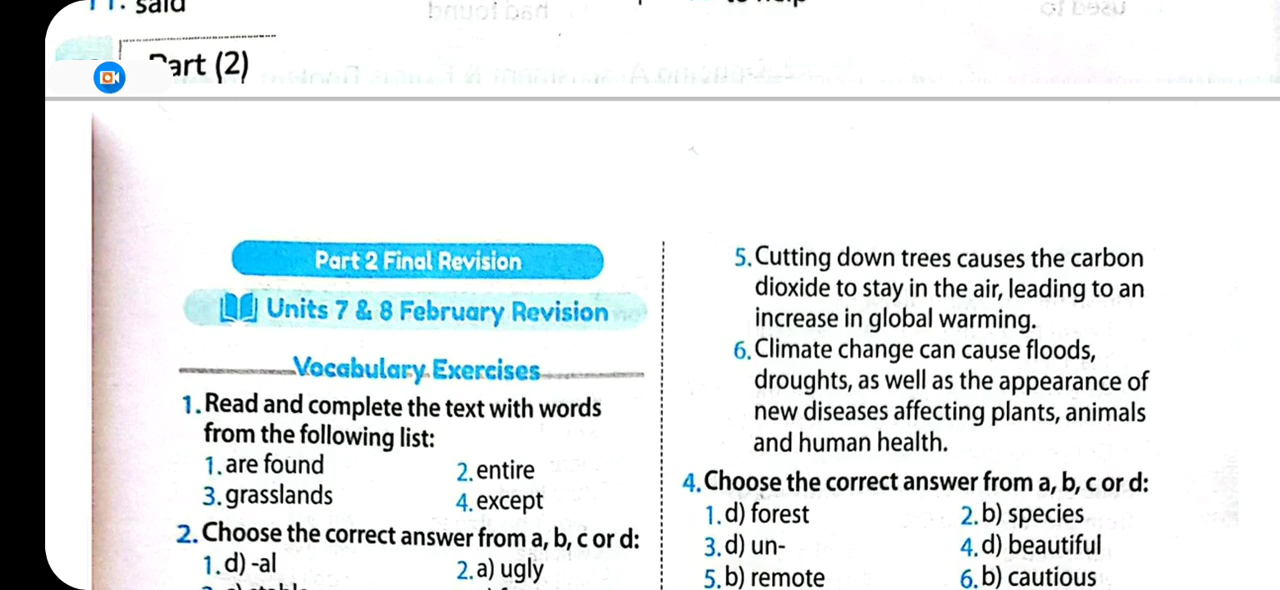 11. said
to help
Part (2)
Part 2 Final Revision
Units 7 & 8 February Revision
Vocabulary Exercises
1. Read and complete the text with words
from the following list:
1. are found 2. entire
3. grasslands 4. except
2. Choose the correct answer from a, b, c or d:
1. d) -al 2. a) ugly
5. Cutting down trees causes the carbon
dioxide to stay in the air, leading to an
increase in global warming.
6. Climate change can cause floods,
droughts, as well as the appearance of
new diseases affecting plants, animals
and human health.
4. Choose the correct answer from a, b, c or d:
1. d) forest 2. b) species
3. d) un- 4. d) beautiful
5. b) remote 6. b) cautious